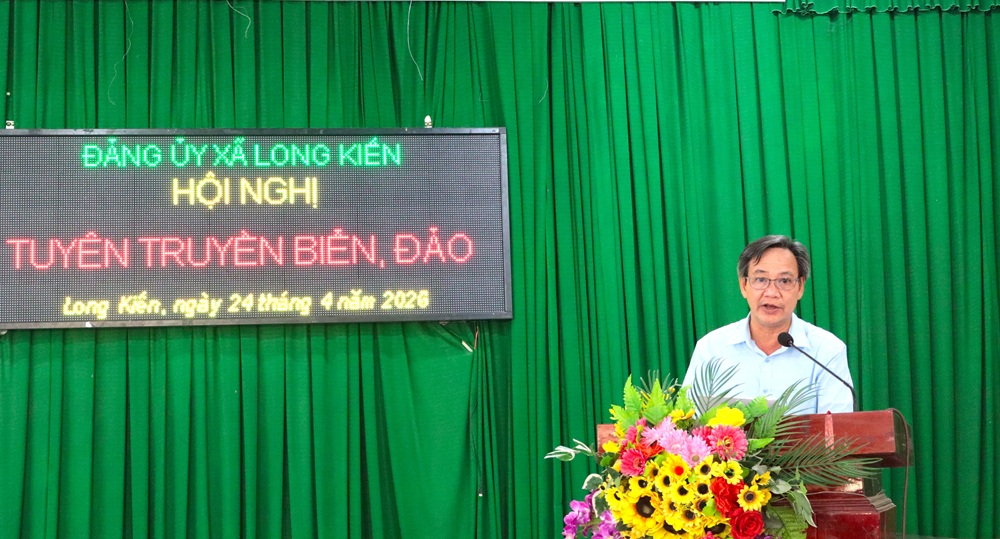 ĐẢNG ỦY XÃ LONG KIẾN
HỘI NGHỊ
TUYÊN TRUYỀN BIỂN, ĐẢO
Long Kiến, ngày 24 tháng 4 năm 2026